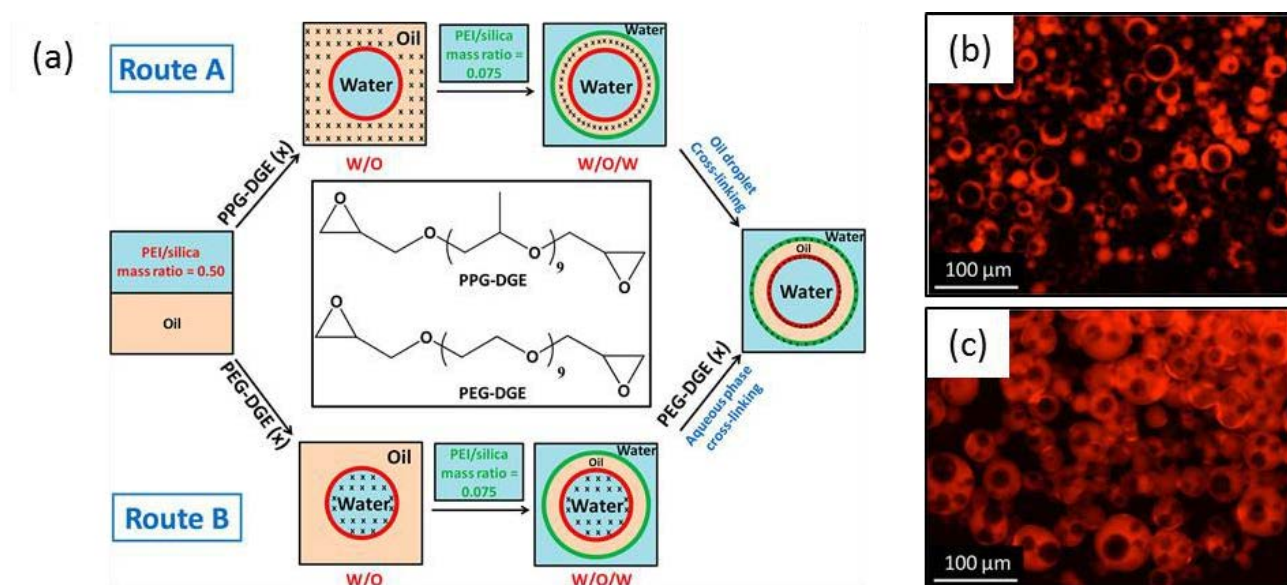 (a)
Route A
Oil
Water
W/O
PEI/silica
mass ratio =
0.075
Water
Water
W/O/W
PPG-DGE (x)
Oil droplet
Cross-linking
PEI/silica
mass ratio = 0.50
Oil
O
O
O
9
O
PPG-DGE
O
O
O
9
O
PEG-DGE
Water
Oil
Water
PEG-DGE (x)
PEG-DGE (x)
Aqueous phase
cross-linking
Route B
Oil
Water
W/O
PEI/silica
mass ratio =
0.075
Water
Oil
Water
W/O/W
(b)
100 µm
(c)
100 µm